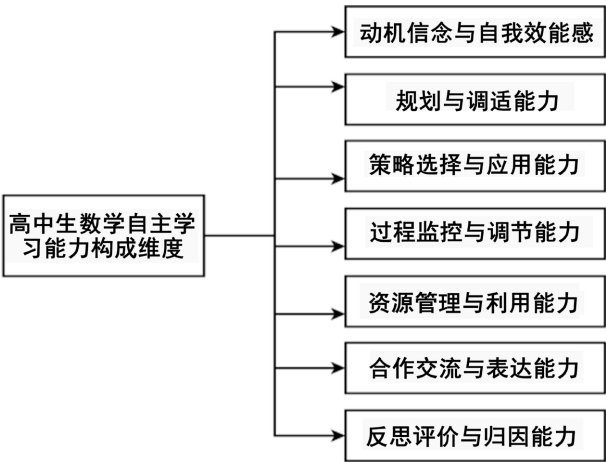 动机信念与自我效能感
规划与调适能力
策略选择与应用能力
高中生数学自主学
习能力构成维度
过程监控与调节能力
资源管理与利用能力
合作交流与表达能力
反思评价与归因能力